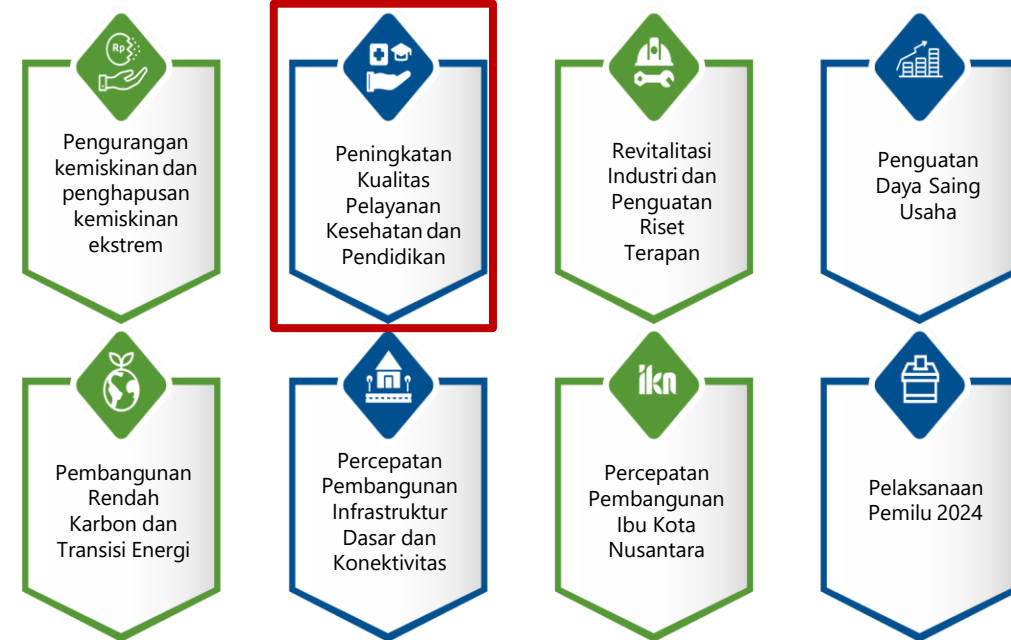 Rp
Pengurangan
kemiskinan dan
penghapusan
kemiskinan
ekstrem
Peningkatan
Kualitas
Pelayanan
Kesehatan dan
Pendidikan
Revitalitasi
Industri dan
Penguatan
Riset
Terapan
Penguatan
Daya Saing
Usaha
Pembangunan
Rendah
Karbon dan
Transisi Energi
Percepatan
Pembangunan
Infrastruktur
Dasar dan
Konektivitas
ikn
Percepatan
Pembangunan
Ibu Kota
Nusantara
Pelaksanaan
Pemilu 2024